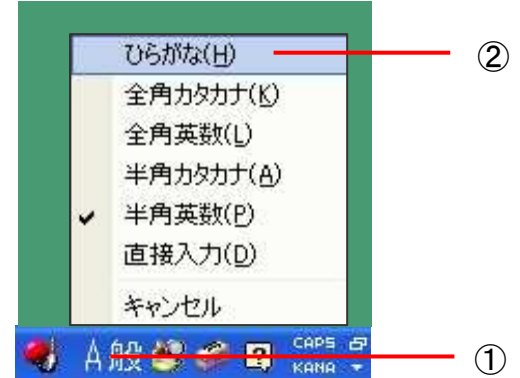 ひらがな(H)
②
全角カタカナ(K)
全角英数(L)
半角カタカナ(A)
半角英数(P)
直接入力(D)
キャンセル
A 般 ? CAPS
KANA
①